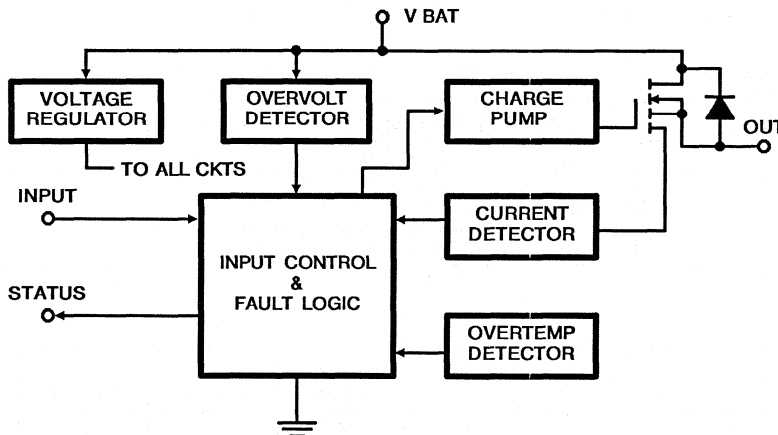 V BAT
VOLTAGE
REGULATOR
OVERVOLT
DETECTOR
CHARGE
PUMP
OUT
TO ALL CKTS
INPUT
INPUT CONTROL
&
FAULT LOGIC
CURRENT
DETECTOR
STATUS
OVERTEMP
DETECTOR